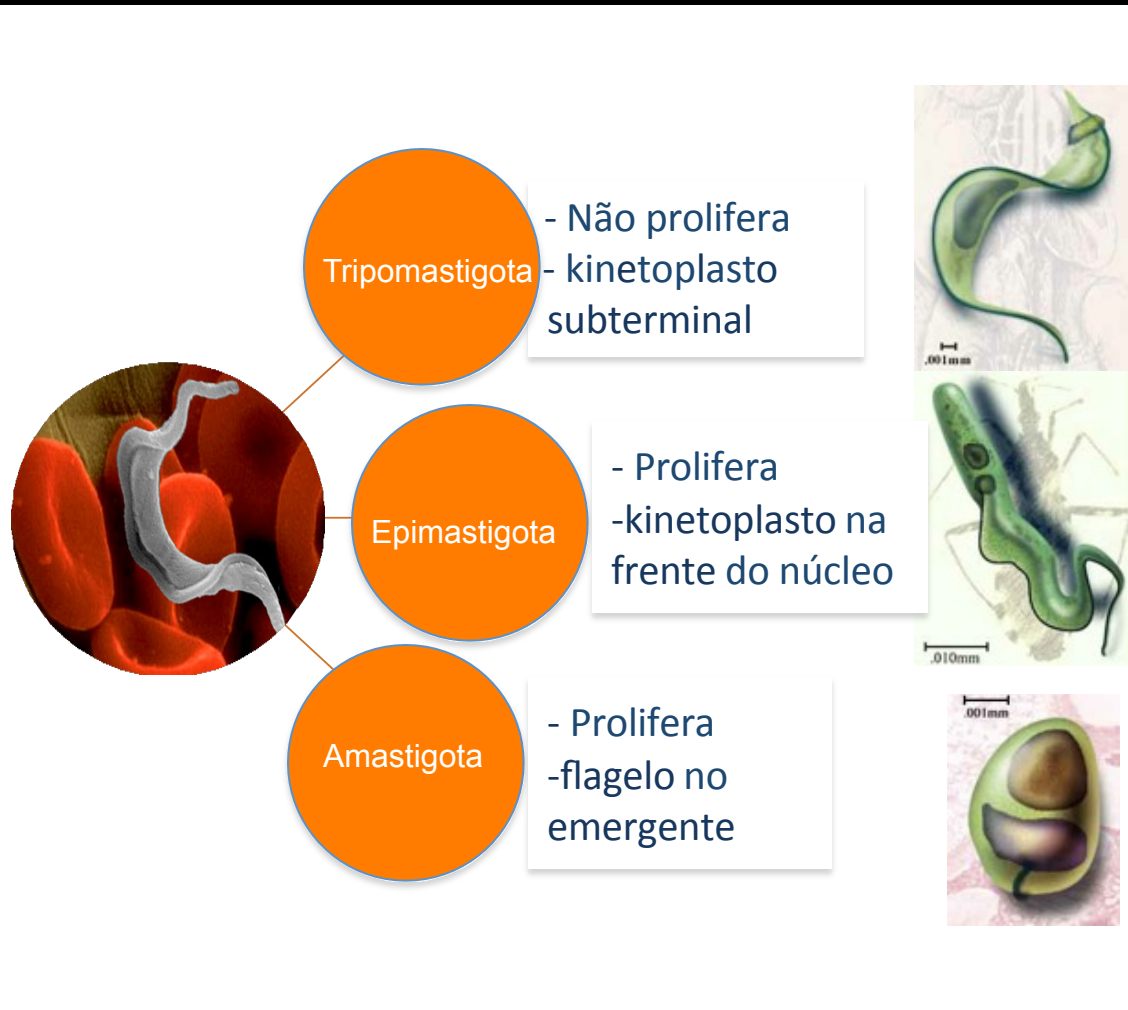 Tripomastigota
- Não prolifera
- kinetoplasto
subterminal
.001mm
Epimastigota
- Prolifera
-kinetoplasto na
frente do núcleo
.010mm
Amastigota
- Prolifera
-flagelo no
emergente
.001mm